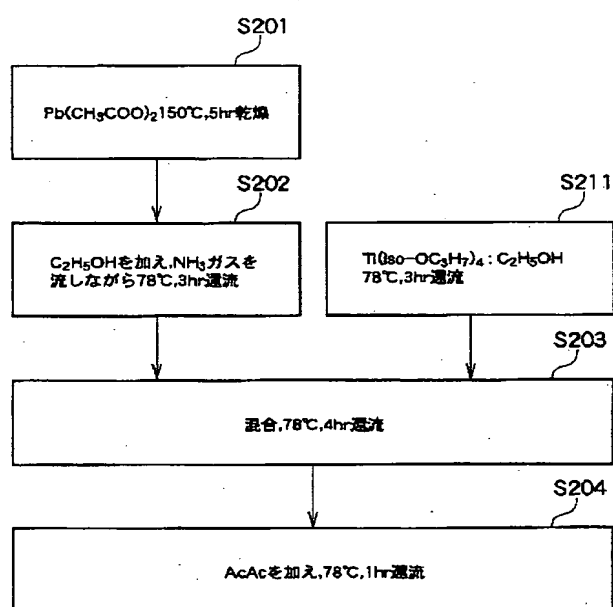 S201
Pb(CH₃COO)₂ 150℃,5hr乾燥
S202
C₂H₅OHを加え,NH₃ガスを
流しながら78℃,3hr還流
S211
Ti(Iso-OC₃H₇)₄:C₂H₅OH
78℃,3hr還流
S203
混合,78℃,4hr還流
S204
AcAcを加え,78℃,1hr還流